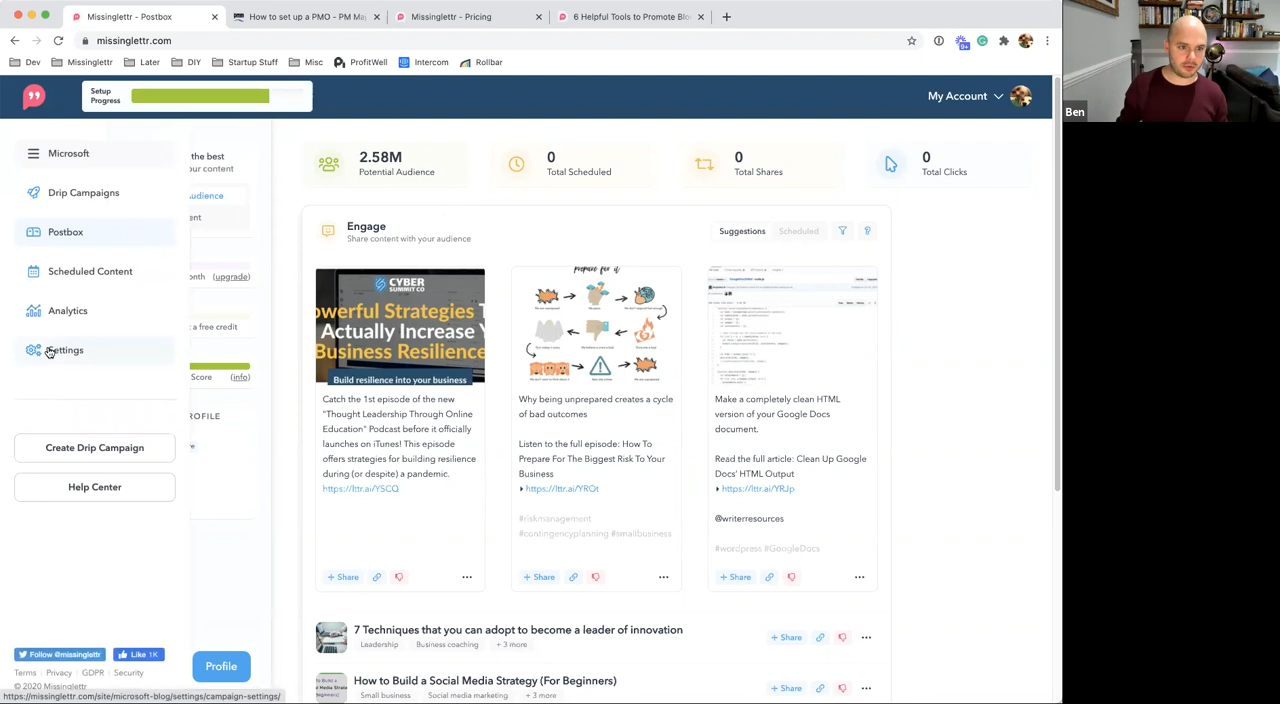 Missinglettr - Postbox
How to set up a PMO - PM Maj
Missinglettr - Pricing
6 Helpful Tools to Promote Blo
missinglettr.com
9+
Dev
Missinglettr
Later
DIY
Startup Stuff
Misc
ProfitWell
Intercom
Rollbar
Setup
Progress
My Account
Ben
Microsoft
Drip Campaigns
Postbox
Scheduled Content
Analytics
Settings
Create Drip Campaign
Help Center
Follow @missinglettr
Like 1K
Terms Privacy GDPR Security
© 2020 Missinglettr
the best
our content
udience
ent
onth (upgrade)
a free credit
Score (info)
ROFILE
Profile
2.58M
Potential Audience
0
Total Scheduled
0
Total Shares
0
Total Clicks
Engage
Share content with your audience
Suggestions
Scheduled
CYBER
SUMMIT CO
owerful Strategies
Actually Increase
Business Resilienc
Build resilience into your business
Catch the 1st episode of the new
"Thought Leadership Through Online
Education" Podcast before it officially
launches on iTunes! This episode
offers strategies for building resilience
during (or despite) a pandemic.
https://lttr.ai/YSCQ
+ Share
prepare for it
Why being unprepared creates a cycle
of bad outcomes
Listen to the full episode: How To
Prepare For The Biggest Risk To Your
Business
https://lttr.ai/YROt
#riskmanagement
#contingencyplanning #smallbusiness
+ Share
Make a completely clean HTML
version of your Google Docs
document.
Read the full article: Clean Up Google
Docs' HTML Output
https://lttr.ai/YRJp
@writerresources
#wordpress #GoogleDocs
+ Share
7 Techniques that you can adopt to become a leader of innovation
Leadership Business coaching + 3 more
+ Share
How to Build a Social Media Strategy (For Beginners)
Small business Social media marketing + 3 more
+ Share
https://missinglettr.com/site/microsoft-blog/settings/campaign-settings/